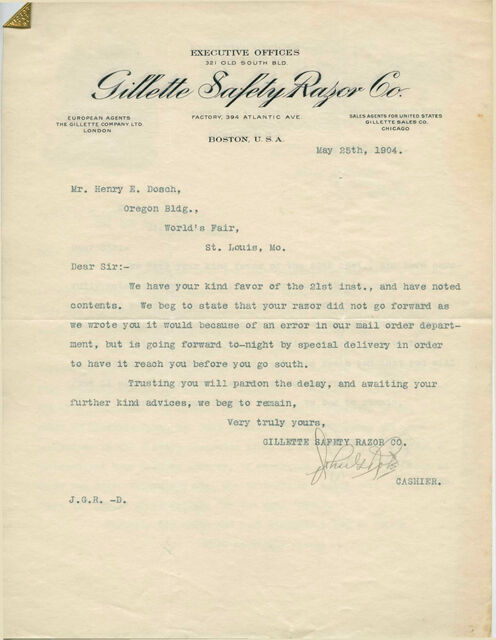 EXECUTIVE OFFICES
321 OLD SOUTH BLD.
Gillette Safety Razor Co.
EUROPEAN AGENTS
THE GILLETTE COMPANY LTD
LONDON
FACTORY, 394 ATLANTIC AVE
SALES AGENTS FOR UNITED STATES
GILLETTE SALES CO.
CHICAGO
BOSTON, U. S. A.
May 25th, 1904.
Mr. Henry E. Dosch,
Oregon Bldg.,
World's Fair,
St. Louis, Mo.
Dear Sir:-
We have your kind favor of the 21st inst., and have noted
contents. We beg to state that your razor did not go forward as
we wrote you it would because of an error in our mail order depart-
ment, but is going forward to-night by special delivery in order
to have it reach you before you go south.
Trusting you will pardon the delay, and awaiting your
further kind advices, we beg to remain,
Very truly yours,
GILLETTE SAFETY RAZOR CO.
CASHIER.
J.G.R. -D.